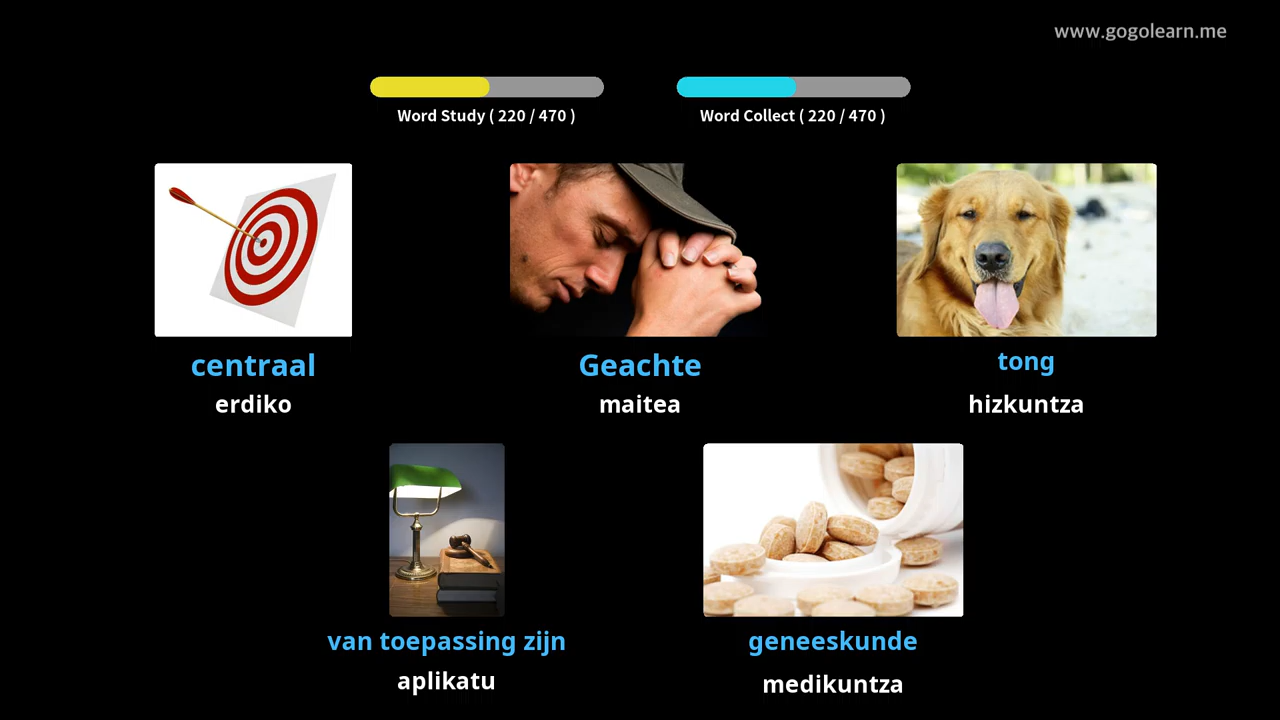 www.gogolearn.me
Word Study ( 220 / 470 )
Word Collect ( 220 / 470 )
centraal
erdiko
Geachte
maitea
tong
hizkuntza
van toepassing zijn
aplikatu
geneeskunde
medikuntza